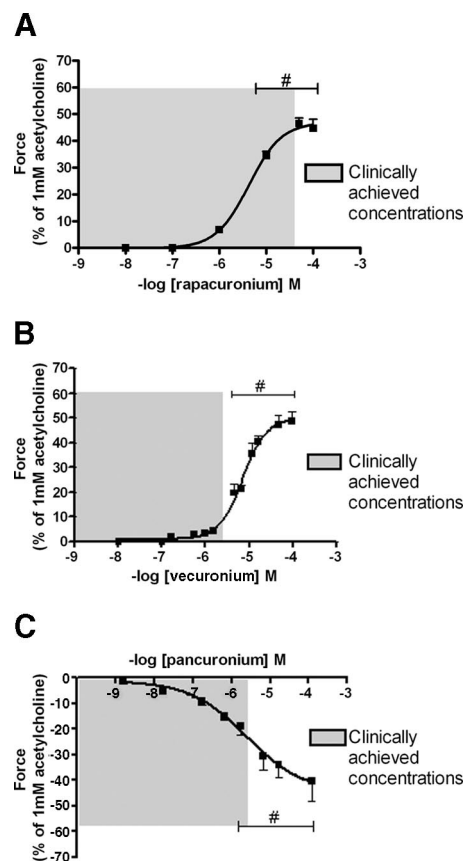 A
70
60
50
40
30
20
10
0
Force
(% of 1mM acetylcholine)
#
Clinically
achieved
concentrations
-9 -8 -7 -6 -5 -4 -3
-log [rapacuronium] M
B
70
60
50
40
30
20
10
0
Force
(% of 1mM acetylcholine)
#
Clinically
achieved
concentrations
-9 -8 -7 -6 -5 -4 -3
-log [vecuronium] M
C
-log [pancuronium] M
-9 -8 -7 -6 -5 -4 -3
0
-10
-20
-30
-40
-50
-60
-70
Force
(% of 1mM acetylcholine)
Clinically
achieved
concentrations
#